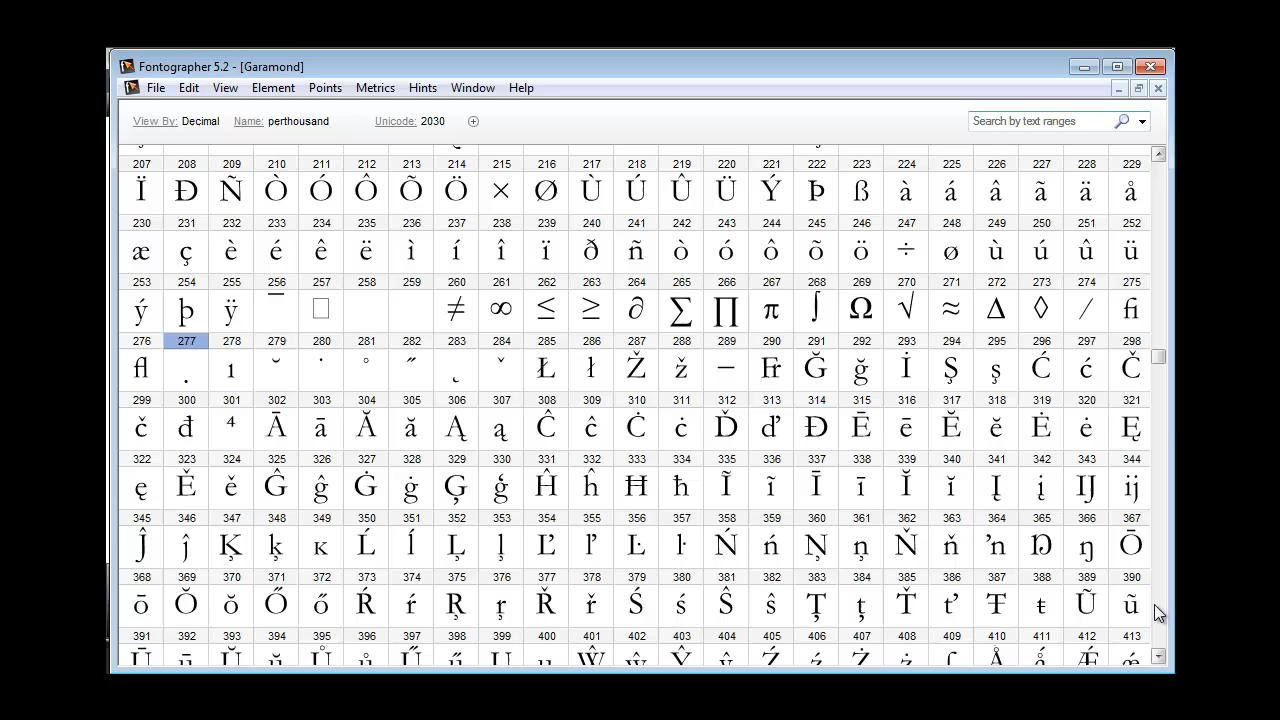 Fontographer 5.2 - [Garamond]
File Edit View Element Points Metrics Hints Window Help
View By: Decimal Name: perthousand Unicode: 2030 Search by text ranges
207 208 209 210 211 212 213 214 215 216 217 218 219 220 221 222 223 224 225 226 227 228 229
Ï Ð Ñ Ò Ó Ô Õ Ö × Ø Ù Ú Û Ü Ý Þ ß à á â ã ä å
230 231 232 233 234 235 236 237 238 239 240 241 242 243 244 245 246 247 248 249 250 251 252
æ ç è é ê ë ì í î ï ð ñ ò ó ô õ ö ÷ ø ù ú û ü
253 254 255 256 257 258 259 260 261 262 263 264 265 266 267 268 269 270 271 272 273 274 275
ý þ ÿ ¯ □ ≠ ∞ ≤ ≥ ∂ ∑ ∏ π ∫ Ω √ ≈ ∆ ◊ ⁄ ﬁ
276 277 278 279 280 281 282 283 284 285 286 287 288 289 290 291 292 293 294 295 296 297 298
ﬂ . ı ˘ ˙ ° ˝ ˛ ˇ Ł ł Ž ž − Fr Ğ ğ İ Ş ş Ć ć Č
299 300 301 302 303 304 305 306 307 308 309 310 311 312 313 314 315 316 317 318 319 320 321
č đ ⁴ Ā ā Ă ă Ą ą Ĉ ĉ Ċ ċ Ď ď Đ Ē ē Ĕ ĕ Ė ė Ę
322 323 324 325 326 327 328 329 330 331 332 333 334 335 336 337 338 339 340 341 342 343 344
ę Ě ě Ĝ ĝ Ġ ġ Ģ ģ Ĥ ĥ Ħ ħ Ĩ ĩ Ī ī Ĭ ĭ Į į Ĳ ĳ
345 346 347 348 349 350 351 352 353 354 355 356 357 358 359 360 361 362 363 364 365 366 367
Ĵ ĵ Ķ ķ ĸ Ĺ ĺ Ļ ļ Ľ ľ Ŀ ŀ Ń ń Ņ ņ Ň ň ŉ Ŋ ŋ Ō
368 369 370 371 372 373 374 375 376 377 378 379 380 381 382 383 384 385 386 387 388 389 390
ō Ŏ ŏ Ő ő Ŕ ŕ Ŗ ŗ Ř ř Ś ś Ŝ ŝ Ţ ţ Ť ť Ŧ ŧ Ũ ũ
391 392 393 394 395 396 397 398 399 400 401 402 403 404 405 406 407 408 409 410 411 412 413
Ū ū Ŭ ŭ Ů ů Ű ű Ų ų Ŵ ŵ Ŷ ŷ Ź ź Ż ż ſ Ǻ ǻ Ǽ ǽ